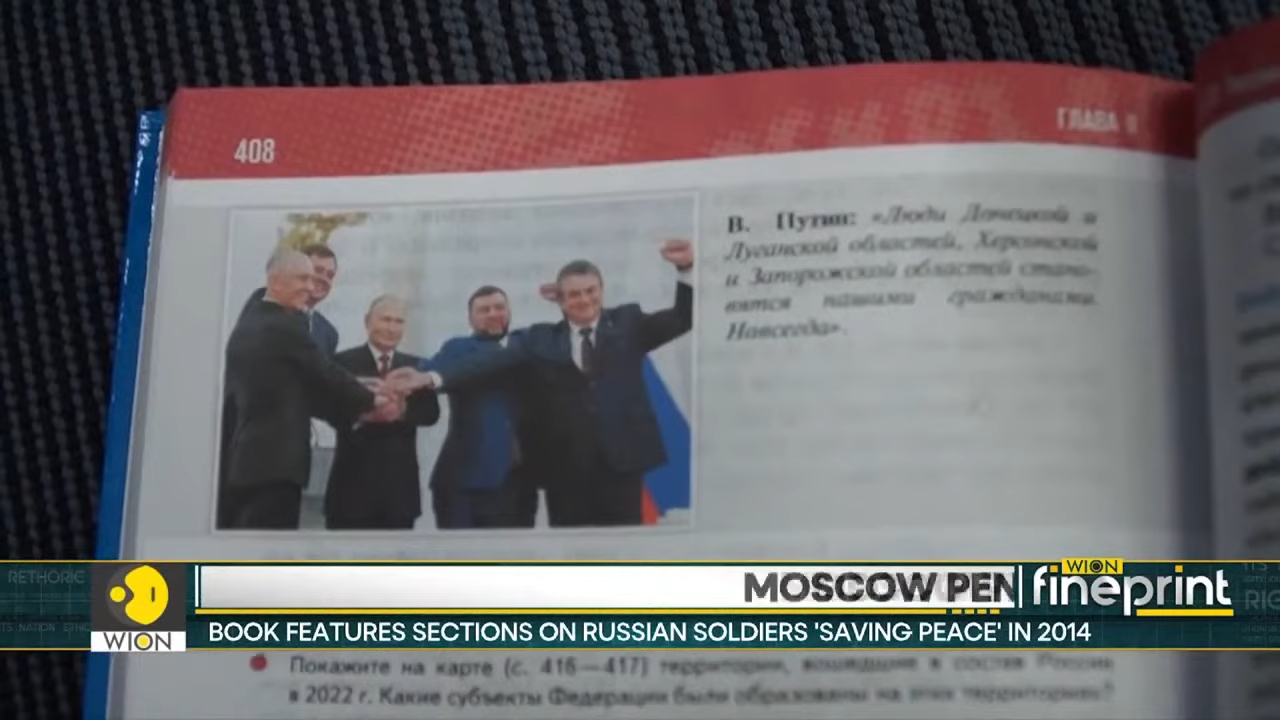 408
ГЛАВА II
В. Путин: «Люди Донецкой и
Луганской областей, Херсонской
и Запорожской областей стано-
вятся нашими гражданами.
Навсегда».
RETHORIC
WION
MOSCOW PEN
WION
fineprint
BOOK FEATURES SECTIONS ON RUSSIAN SOLDIERS 'SAVING PEACE' IN 2014
Покажите на карте (с. 416—417) территории, вошедшие в состав России
в 2022 г. Какие субъекты Федерации были образованы на этих территориях?